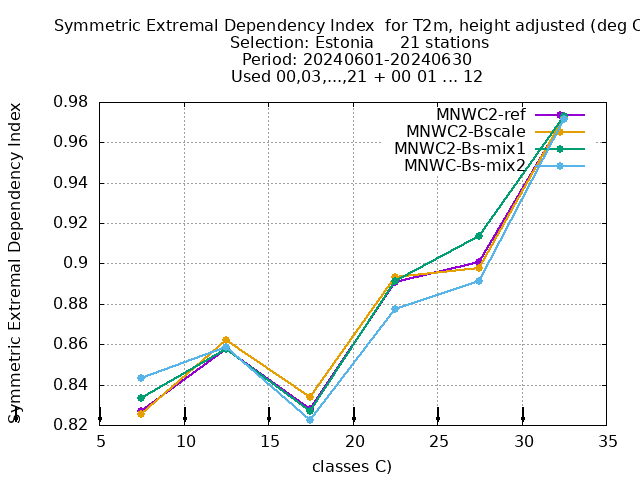 Symmetric Extremal Dependency Index for T2m, height adjusted (deg C
Selection: Estonia 21 stations
Period: 20240601-20240630
Used 00,03,...,21 + 00 01 ... 12
Symmetric Extremal Dependency Index
0.98
0.96
0.94
0.92
0.9
0.88
0.86
0.84
0.82
MNWC2-ref
MNWC2-Bscale
MNWC2-Bs-mix1
MNWC-Bs-mix2
5 10 15 20 25 30 35
classes C)